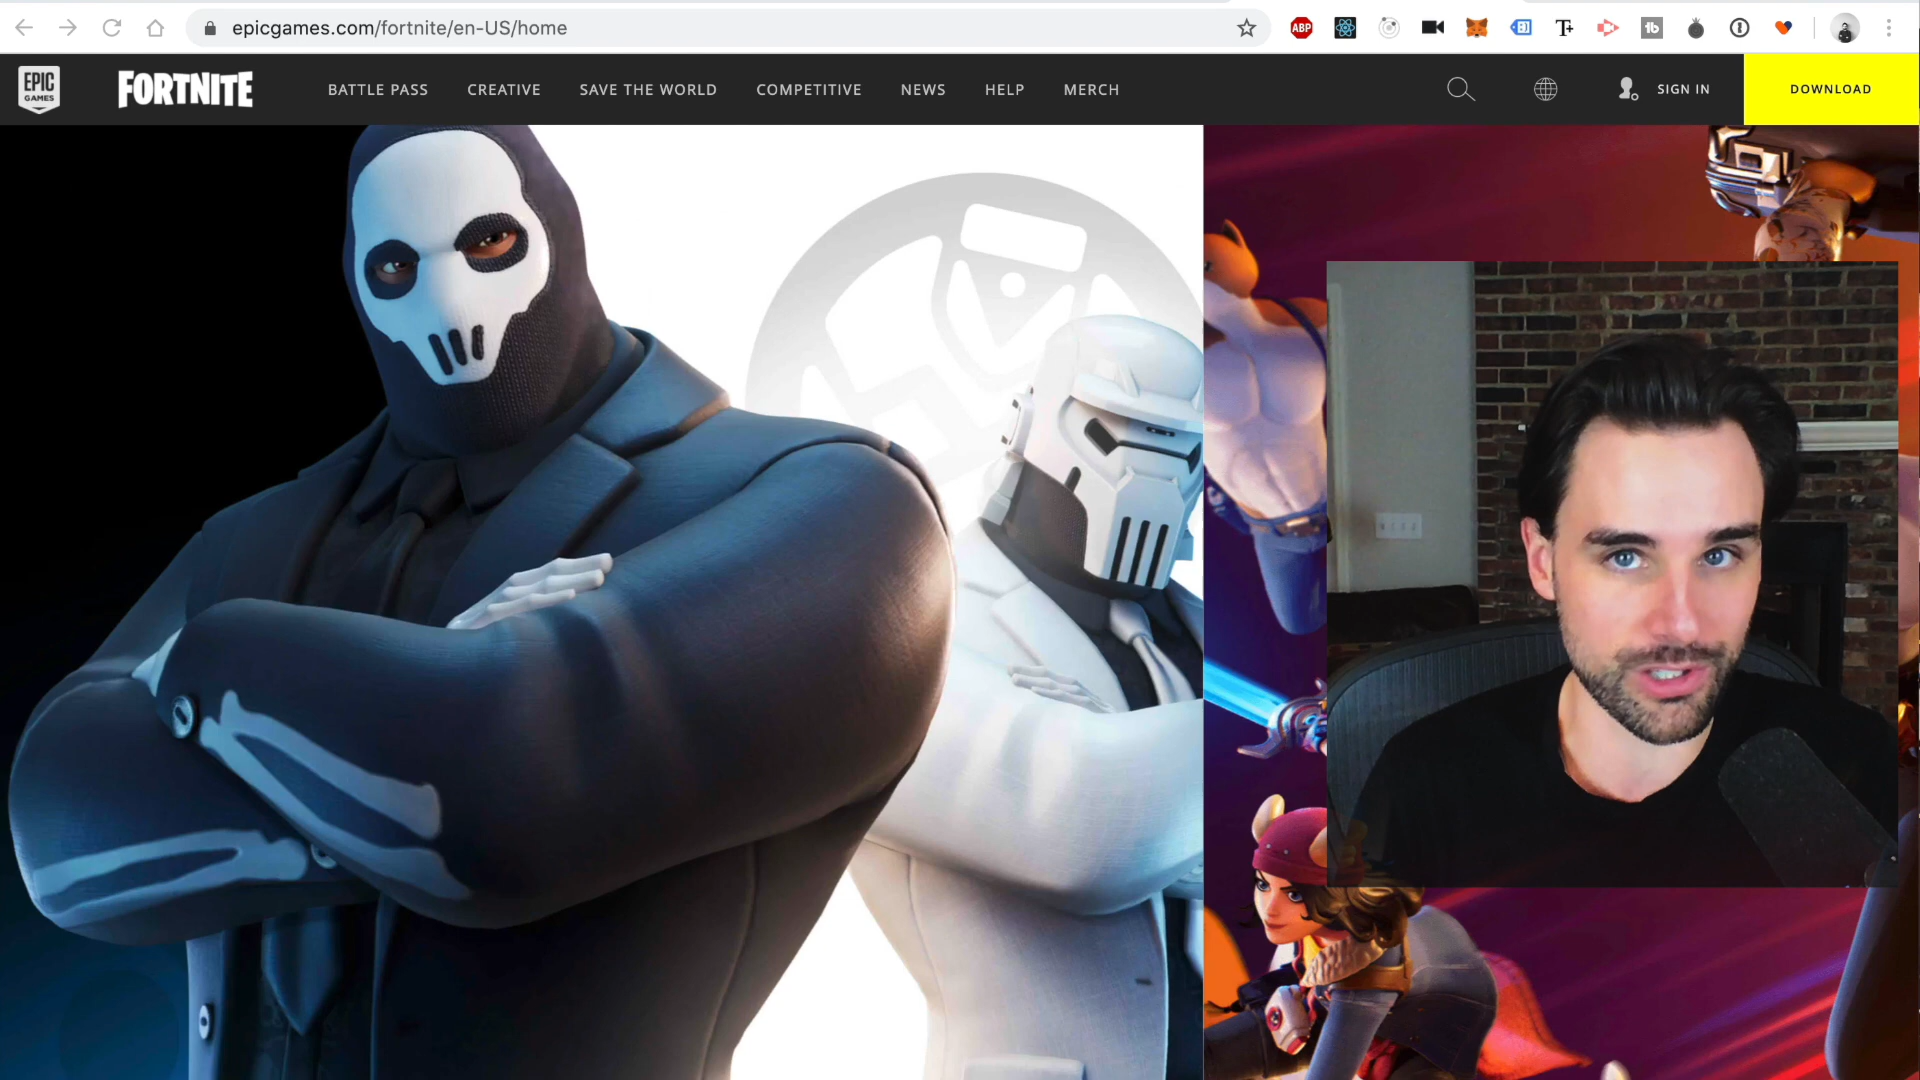 epicgames.com/fortnite/en-US/home
ABP
T+
tb
EPIC GAMES
FORTNITE
BATTLE PASS CREATIVE SAVE THE WORLD COMPETITIVE NEWS HELP MERCH
SIGN IN
DOWNLOAD